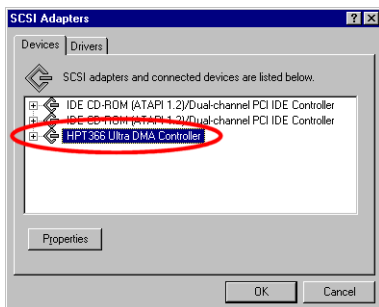 SCSI Adapters
Devices Drivers
SCSI adapters and connected devices are listed below.
IDE CD-ROM (ATAPI 1.2)/Dual-channel PCI IDE Controller
IDE CD-ROM (ATAPI 1.2)/Dual-channel PCI IDE Controller
HPT366 Ultra DMA Controller
Properties
OK Cancel